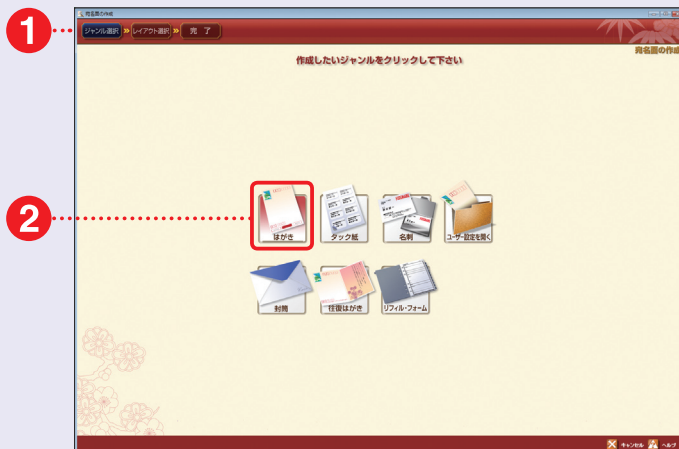 宛名面の作成
1
ジャンル選択 » レイアウト選択 » 完 了
宛名面の作成
作成したいジャンルをクリックして下さい
2
はがき
タック紙
名刺
ユーザー設定を開く
封筒
往復はがき
リフィル・フォーム
キャンセル
ヘルプ